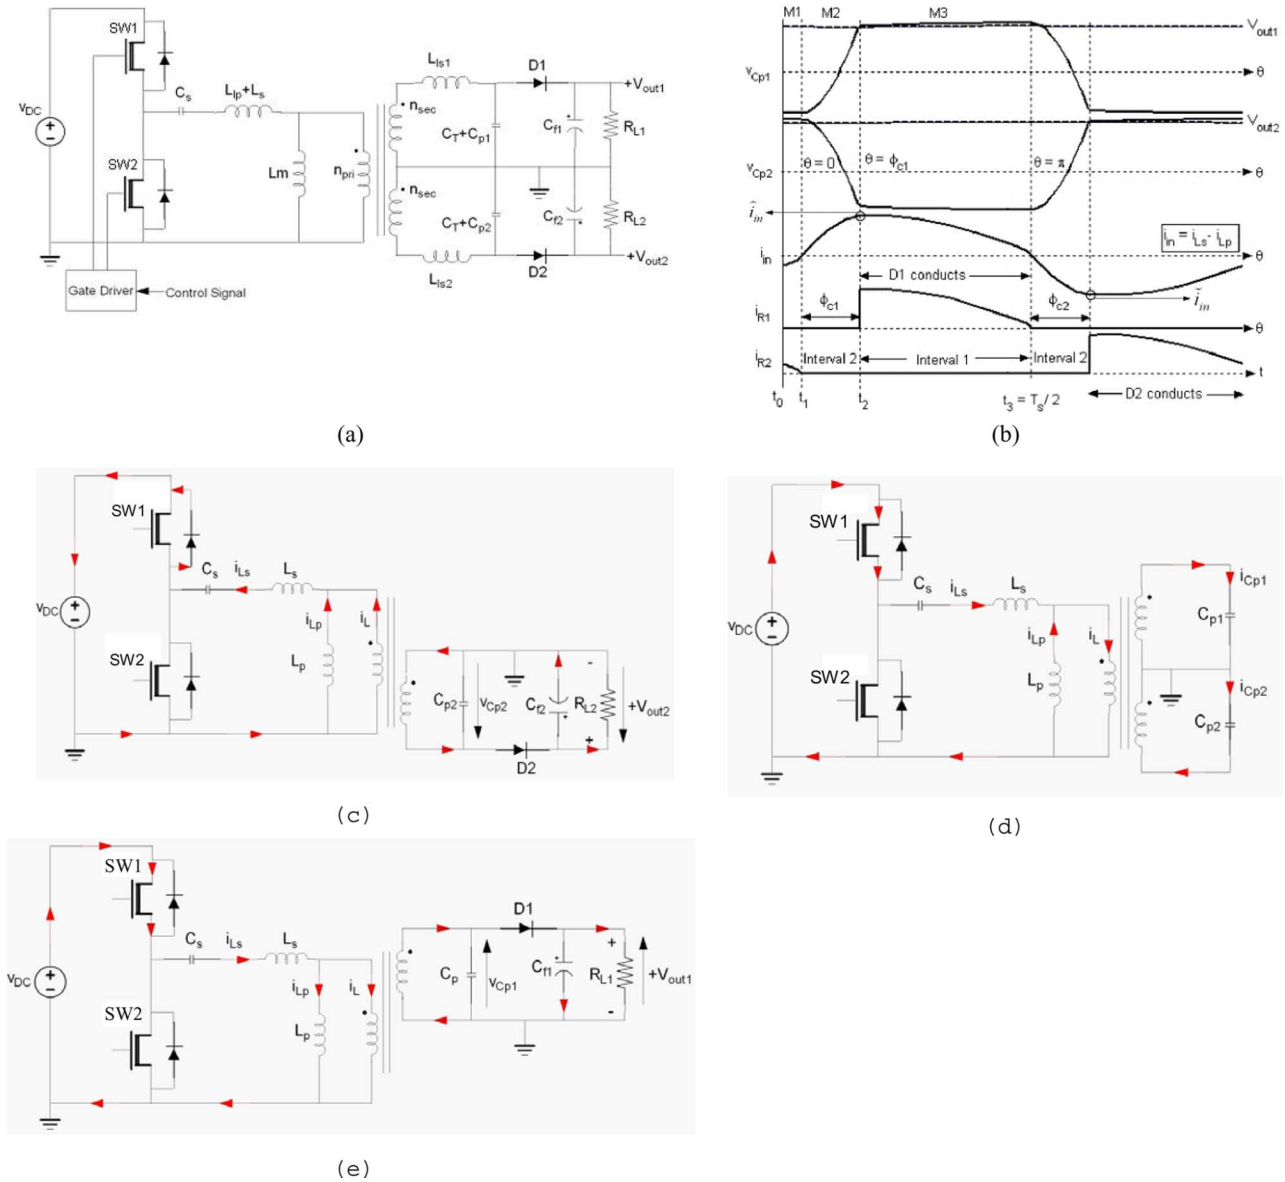 SW1
SW2
v_DC
C_s
L_lp+L_s
Lm
n_pri
n_sec
n_sec
L_ls1
L_ls2
C_T+C_p1
C_T+C_p2
D1
D2
C_f1
C_f2
+V_out1
R_L1
R_L2
+V_out2
Gate Driver
Control Signal
(a)
M1 M2 M3
V_out1
v_Cp1
θ
V_out2
v_Cp2
θ = 0
θ = ϕ_c1
θ = π
θ
î_in
i_in
i_in = i_Ls - i_Lp
θ
D1 conducts
ϕ_c1
ϕ_c2
ǐ_in
i_R1
θ
i_R2
Interval 2
Interval 1
Interval 2
t
t_0
t_1
t_2
t_3 = T_s/2
D2 conducts
(b)
SW1
C_s
i_Ls
L_s
v_DC
SW2
i_Lp
i_L
L_p
C_p2
v_Cp2
C_f2
-
R_L2
+
+V_out2
D2
(c)
SW1
C_s
i_Ls
L_s
v_DC
SW2
i_Lp
i_L
L_p
i_Cp1
C_p1
i_Cp2
C_p2
(d)
SW1
C_s
i_Ls
L_s
v_DC
SW2
i_Lp
i_L
L_p
D1
C_p
v_Cp1
C_f1
+
R_L1
-
+V_out1
(e)